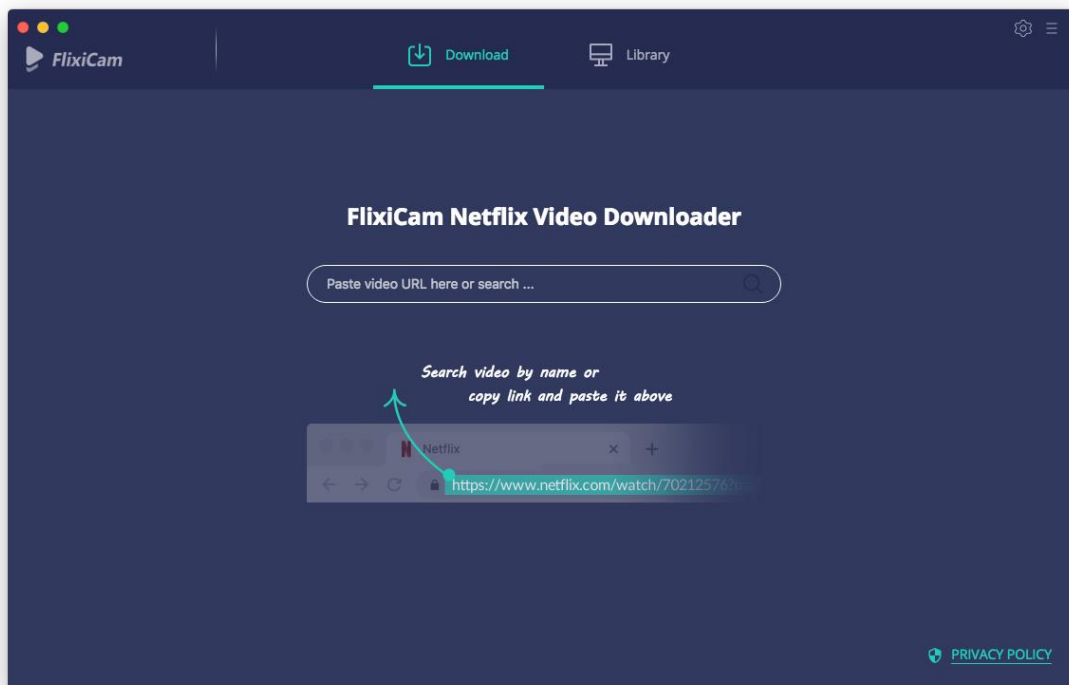 FlixiCam
Download
Library
FlixiCam Netflix Video Downloader
Paste video URL here or search ...
Search video by name or
copy link and paste it above
N Netflix
https://www.netflix.com/watch/70212576?
PRIVACY POLICY